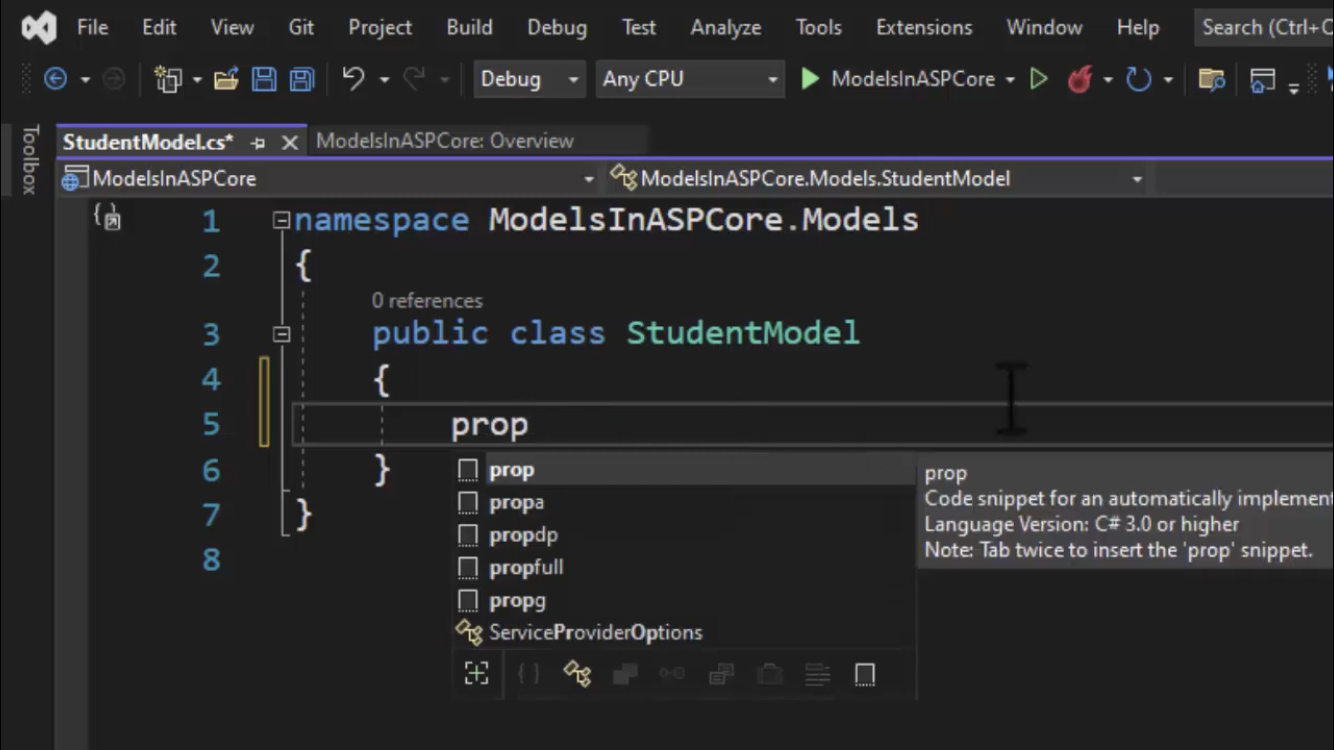 File Edit View Git Project Build Debug Test Analyze Tools Extensions Window Help Search (Ctrl+Q
Debug Any CPU ModelsInASPCore
Toolbox
StudentModel.cs* ModelsInASPCore: Overview
ModelsInASPCore ModelsInASPCore.Models.StudentModel
1 namespace ModelsInASPCore.Models
2 {
0 references
3 public class StudentModel
4 {
5 prop
6 }
7 }
8
prop
propa
propdp
propfull
propg
ServiceProviderOptions
prop
Code snippet for an automatically implement
Language Version: C# 3.0 or higher
Note: Tab twice to insert the 'prop' snippet.